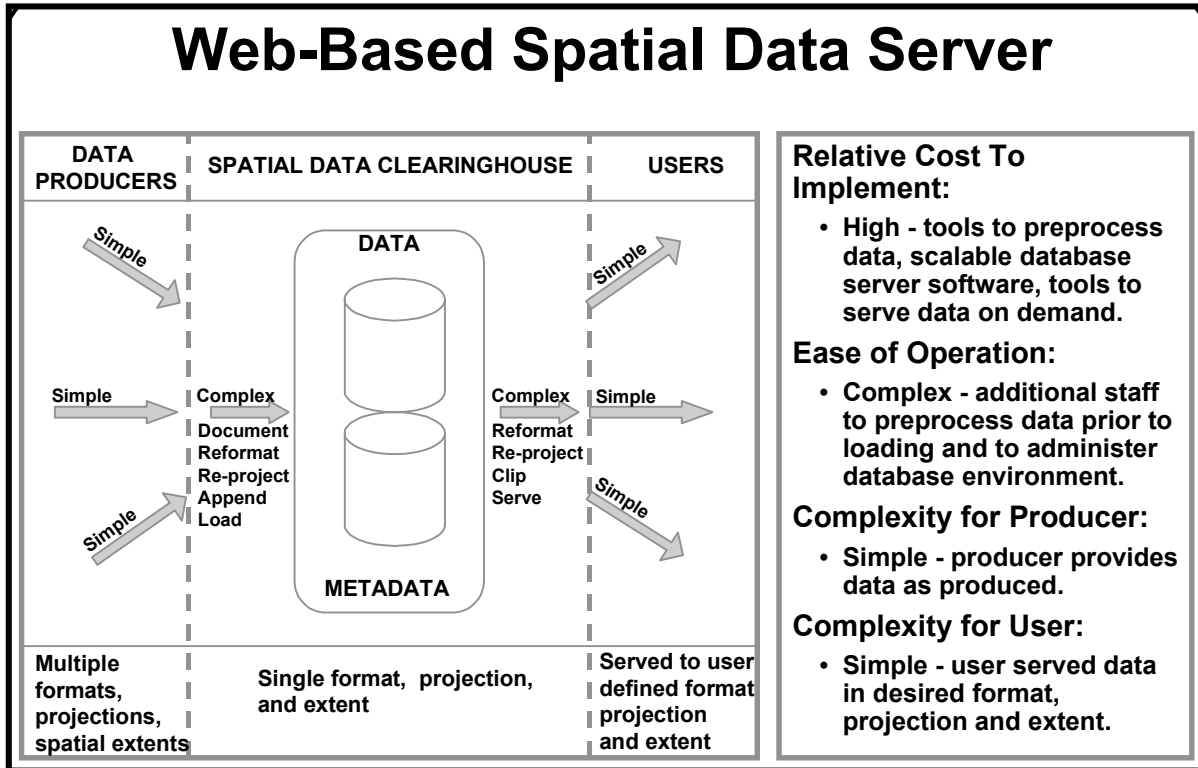 Web-Based Spatial Data Server
DATA
PRODUCERS
SPATIAL DATA CLEARINGHOUSE
USERS
Simple
Simple
Simple
Complex
Document
Reformat
Re-project
Append
Load
DATA
METADATA
Complex
Reformat
Re-project
Clip
Serve
Simple
Simple
Simple
Multiple
formats,
projections,
spatial extents
Single format, projection,
and extent
Served to user
defined format
projection
and extent
Relative Cost To
Implement:
• High - tools to preprocess
data, scalable database
server software, tools to
serve data on demand.
Ease of Operation:
• Complex - additional staff
to preprocess data prior to
loading and to administer
database environment.
Complexity for Producer:
• Simple - producer provides
data as produced.
Complexity for User:
• Simple - user served data
in desired format,
projection and extent.